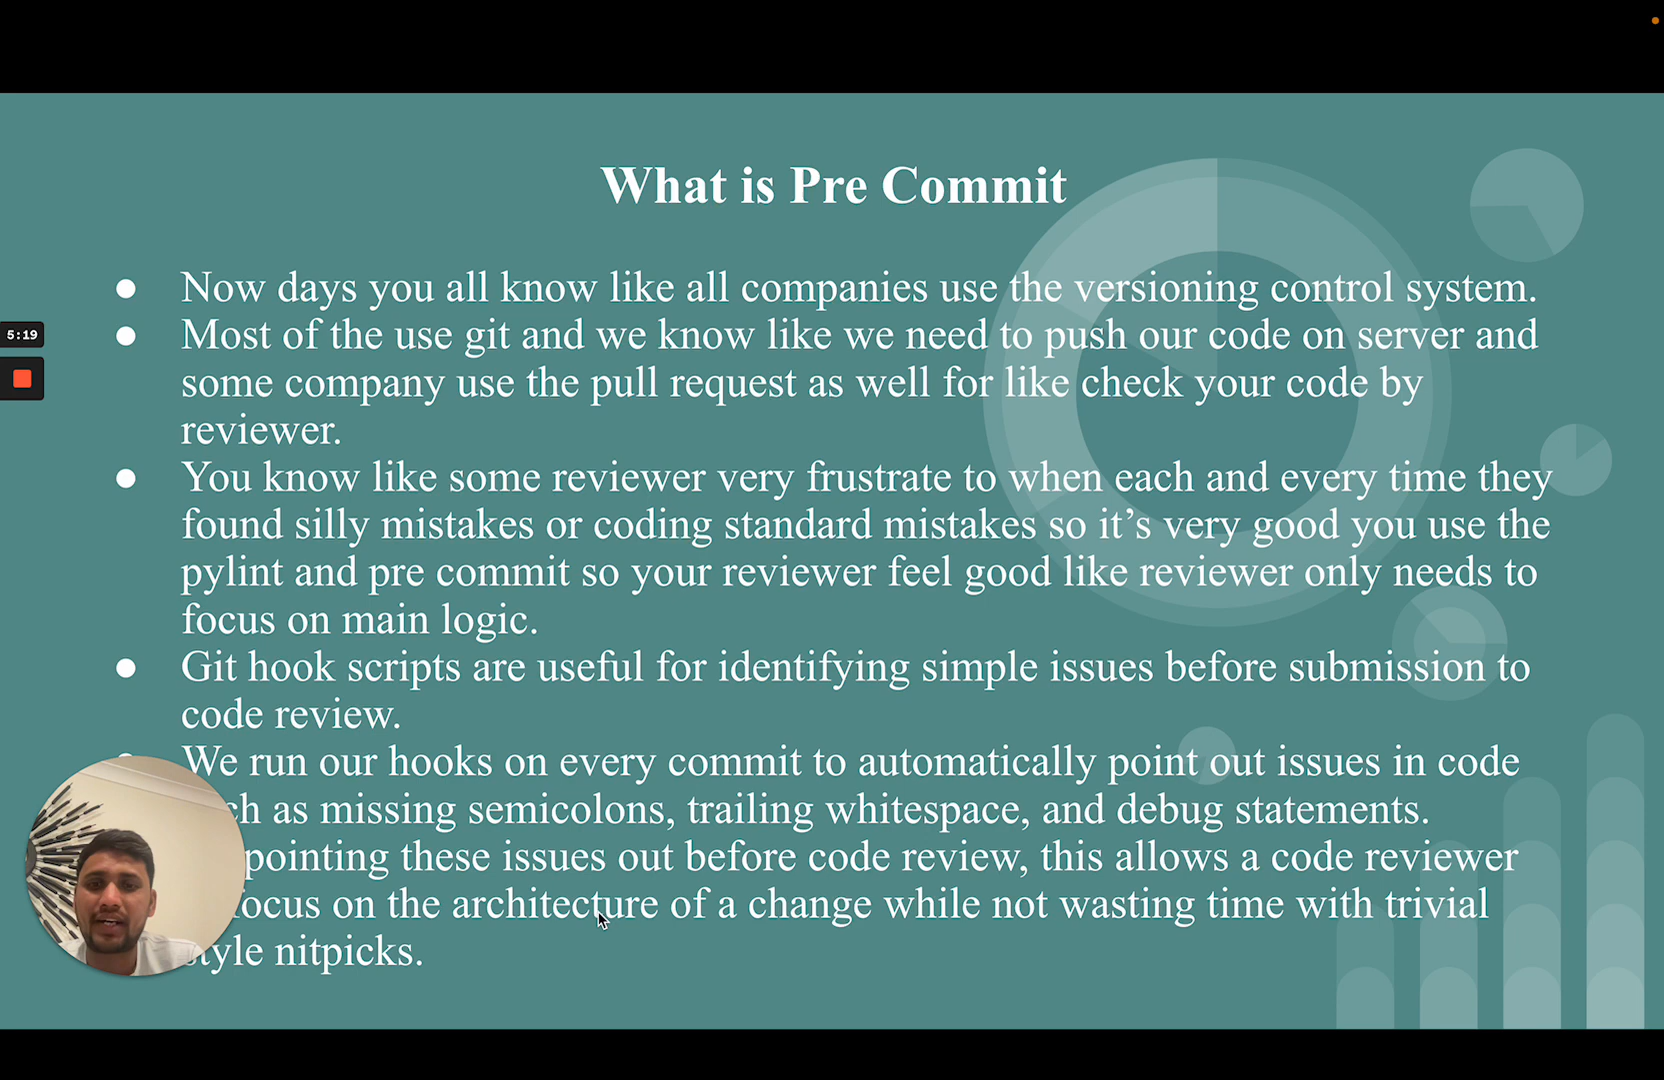 What is Pre Commit
● Now days you all know like all companies use the versioning control system.
● Most of the use git and we know like we need to push our code on server and
some company use the pull request as well for like check your code by
reviewer.
● You know like some reviewer very frustrate to when each and every time they
found silly mistakes or coding standard mistakes so it’s very good you use the
pylint and pre commit so your reviewer feel good like reviewer only needs to
focus on main logic.
● Git hook scripts are useful for identifying simple issues before submission to
code review.
We run our hooks on every commit to automatically point out issues in code
as missing semicolons, trailing whitespace, and debug statements.
pointing these issues out before code review, this allows a code reviewer
focus on the architecture of a change while not wasting time with trivial
style nitpicks.
5:19